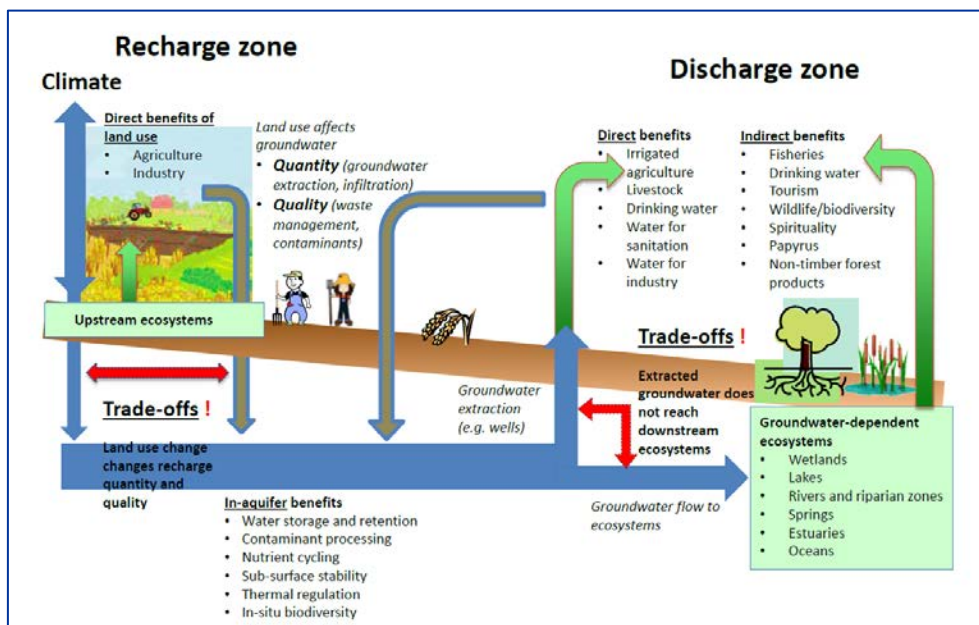 Recharge zone
Discharge zone
Climate
Direct benefits of
land use
• Agriculture
• Industry
Land use affects
groundwater
• Quantity (groundwater
extraction, infiltration)
• Quality (waste
management,
contaminants)
Direct benefits
• Irrigated
agriculture
• Livestock
• Drinking water
• Water for
sanitation
• Water for
industry
Indirect benefits
• Fisheries
• Drinking water
• Tourism
• Wildlife/biodiversity
• Spirituality
• Papyrus
• Non-timber forest
products
Upstream ecosystems
Trade-offs !
Land use change
changes recharge
quantity and
quality
Groundwater
extraction
(e.g. wells)
Trade-offs !
Extracted
groundwater does
not reach
downstream
ecosystems
Groundwater-dependent
ecosystems
• Wetlands
• Lakes
• Rivers and riparian zones
• Springs
• Estuaries
• Oceans
Groundwater flow to
ecosystems
In-aquifer benefits
• Water storage and retention
• Contaminant processing
• Nutrient cycling
• Sub-surface stability
• Thermal regulation
• In-situ biodiversity